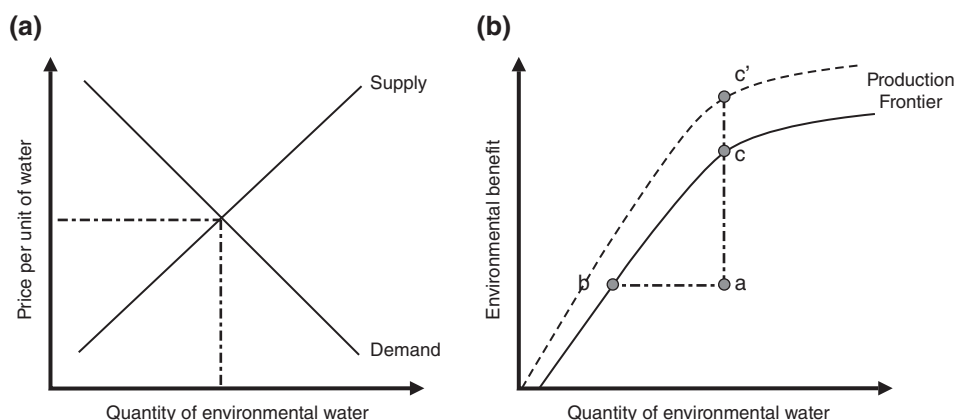 (a)
Price per unit of water
Supply
Demand
Quantity of environmental water
(b)
Environmental benefit
c'
Production
Frontier
c
b
a
Quantity of environmental water